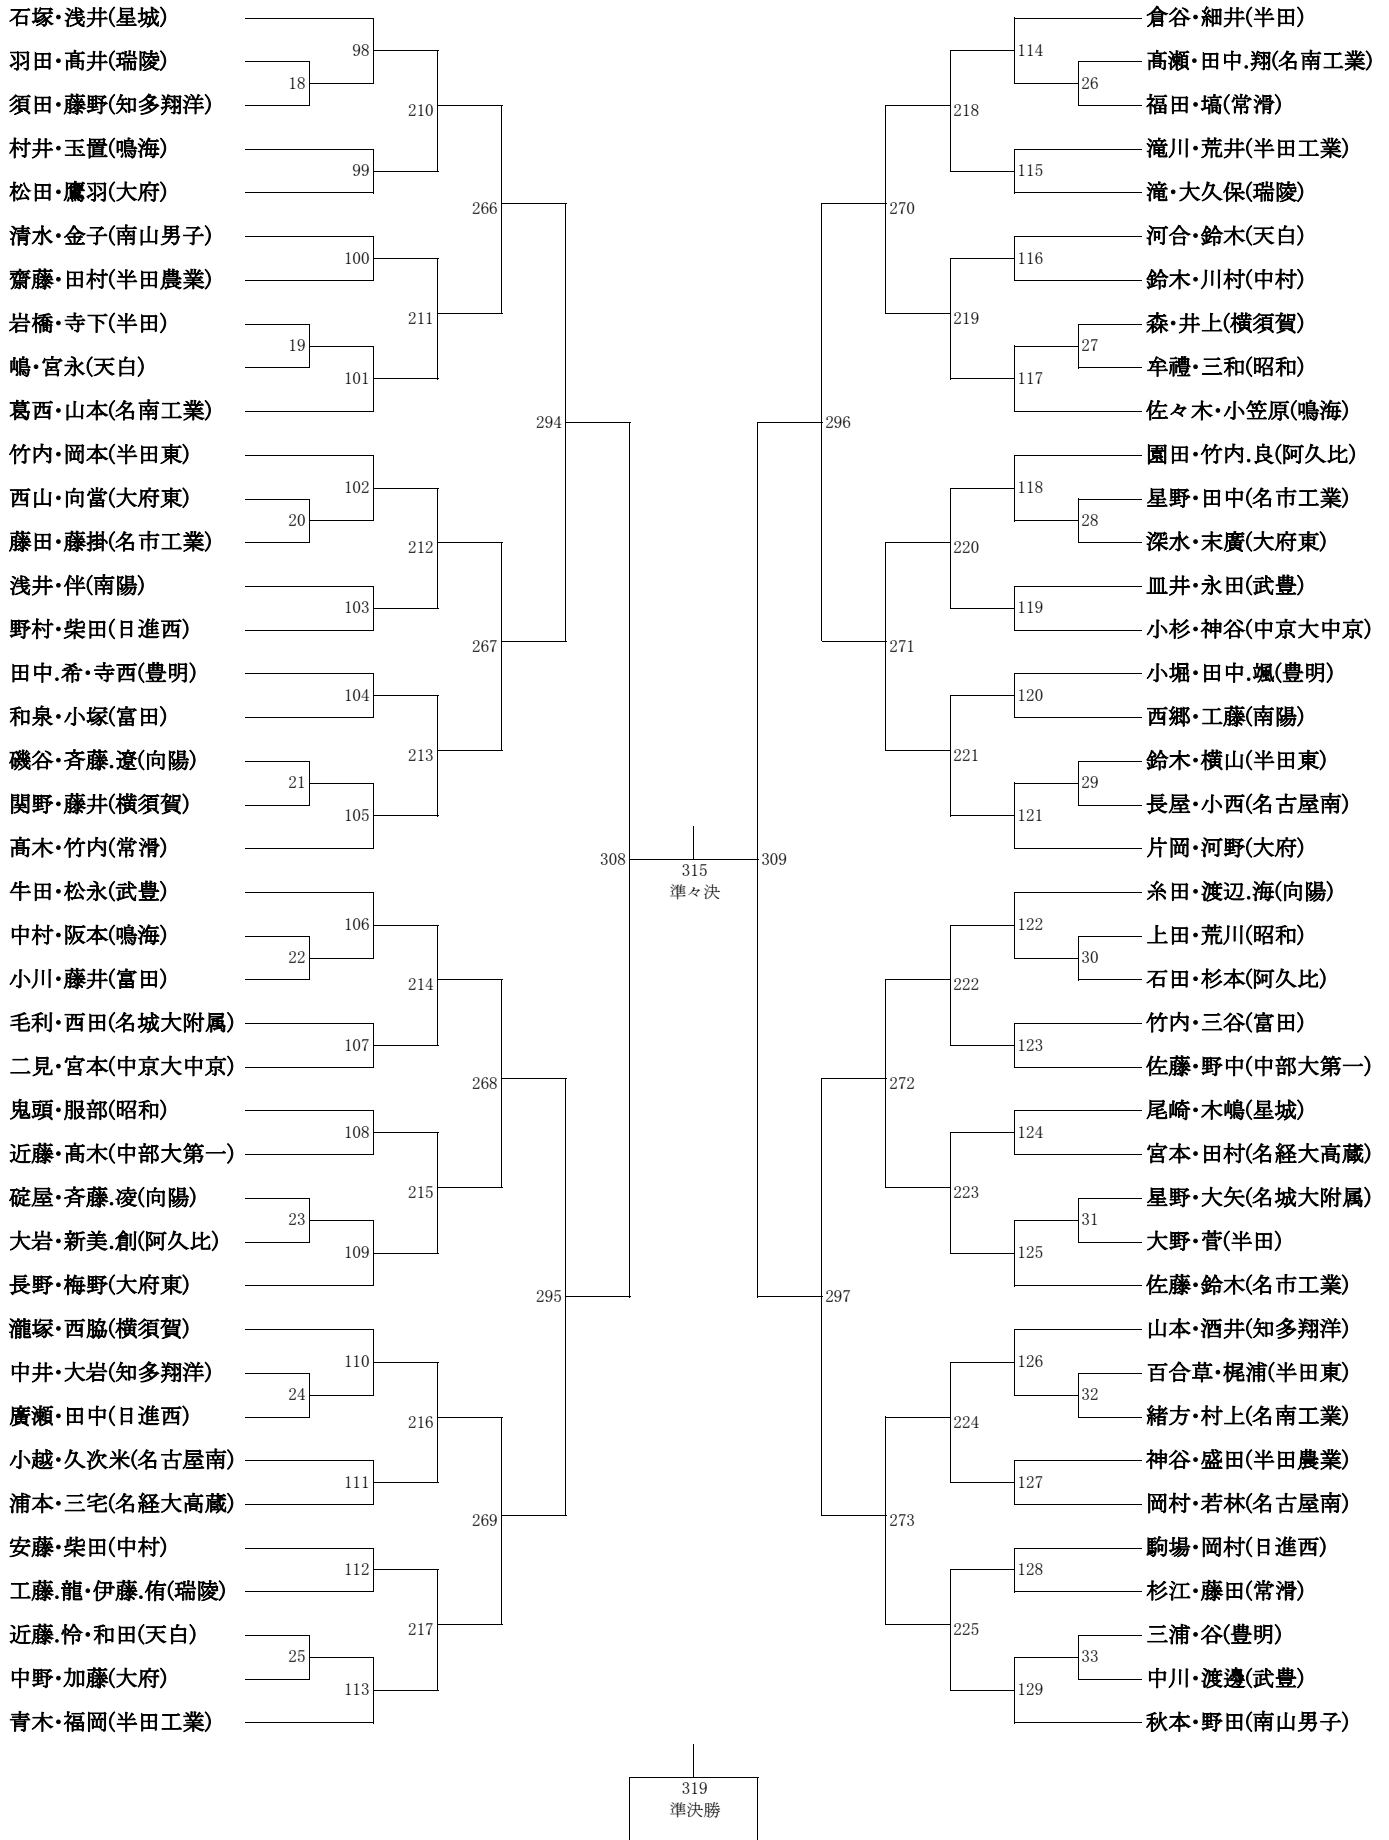 石塚・浅井(星城)
羽田・髙井(瑞陵)
須田・藤野(知多翔洋)
村井・玉置(鳴海)
松田・鷹羽(大府)
清水・金子(南山男子)
齋藤・田村(半田農業)
岩橋・寺下(半田)
嶋・宮永(天白)
葛西・山本(名南工業)
竹内・岡本(半田東)
西山・向當(大府東)
藤田・藤掛(名市工業)
浅井・伴(南陽)
野村・柴田(日進西)
田中.希・寺西(豊明)
和泉・小塚(富田)
磯谷・斉藤.遼(向陽)
関野・藤井(横須賀)
髙木・竹内(常滑)
牛田・松永(武豊)
中村・阪本(鳴海)
小川・藤井(富田)
毛利・西田(名城大附属)
二見・宮本(中京大中京)
鬼頭・服部(昭和)
近藤・髙木(中部大第一)
碇屋・斉藤.凌(向陽)
大岩・新美.創(阿久比)
長野・梅野(大府東)
瀧塚・西脇(横須賀)
中井・大岩(知多翔洋)
廣瀬・田中(日進西)
小越・久次米(名古屋南)
浦本・三宅(名経大高蔵)
安藤・柴田(中村)
工藤.龍・伊藤.侑(瑞陵)
近藤.怜・和田(天白)
中野・加藤(大府)
青木・福岡(半田工業)
18
19
20
21
22
23
24
25
98
99
100
101
102
103
104
105
106
107
108
109
110
111
112
113
210
211
212
213
214
215
216
217
266
267
268
269
294
295
308
315
準々決
309
296
297
270
271
272
273
218
219
220
221
222
223
224
225
114
115
116
117
118
119
120
121
122
123
124
125
126
127
128
129
26
27
28
29
30
31
32
33
倉谷・細井(半田)
髙瀬・田中.翔(名南工業)
福田・塙(常滑)
滝川・荒井(半田工業)
滝・大久保(瑞陵)
河合・鈴木(天白)
鈴木・川村(中村)
森・井上(横須賀)
牟禮・三和(昭和)
佐々木・小笠原(鳴海)
園田・竹内.良(阿久比)
星野・田中(名市工業)
深水・末廣(大府東)
皿井・永田(武豊)
小杉・神谷(中京大中京)
小堀・田中.颯(豊明)
西郷・工藤(南陽)
鈴木・横山(半田東)
長屋・小西(名古屋南)
片岡・河野(大府)
糸田・渡辺.海(向陽)
上田・荒川(昭和)
石田・杉本(阿久比)
竹内・三谷(富田)
佐藤・野中(中部大第一)
尾崎・木嶋(星城)
宮本・田村(名経大高蔵)
星野・大矢(名城大附属)
大野・菅(半田)
佐藤・鈴木(名市工業)
山本・酒井(知多翔洋)
百合草・梶浦(半田東)
緒方・村上(名南工業)
神谷・盛田(半田農業)
岡村・若林(名古屋南)
駒場・岡村(日進西)
杉江・藤田(常滑)
三浦・谷(豊明)
中川・渡邊(武豊)
秋本・野田(南山男子)
319
準決勝